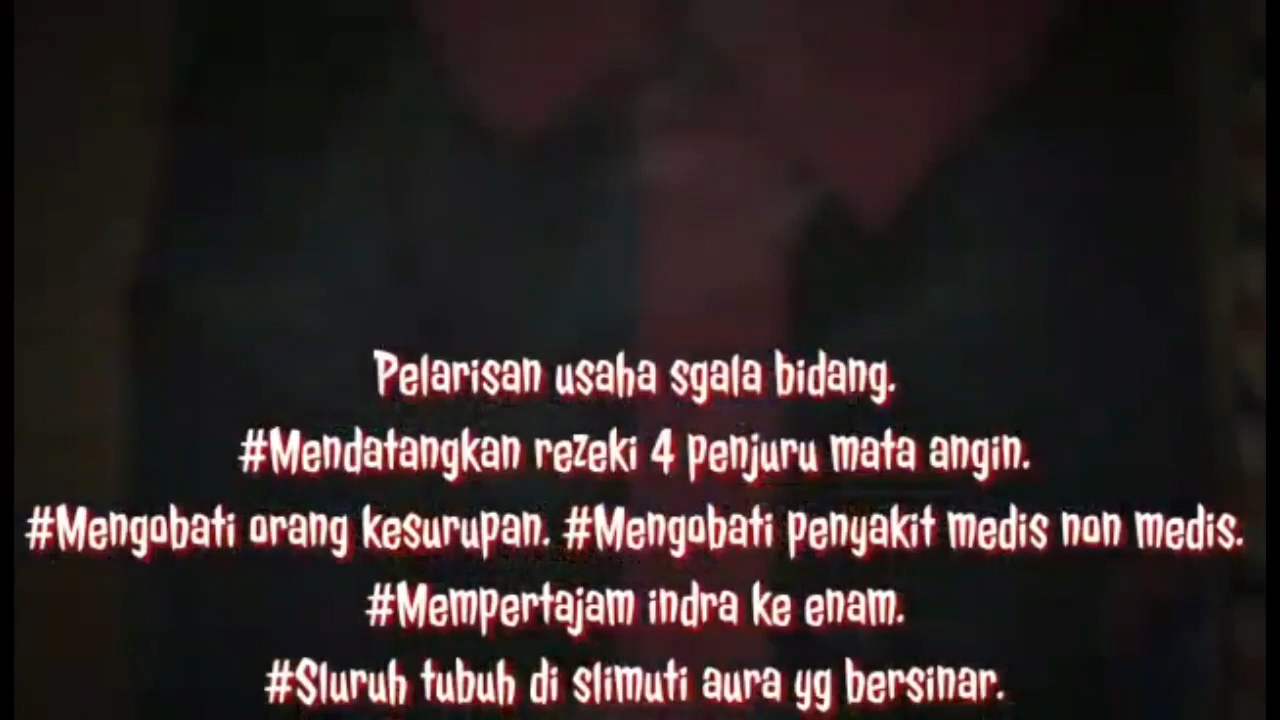 Pelarisan usaha sgala bidang.
#Mendatangkan rezeki 4 penjuru mata angin.
#Mengobati orang kesurupan. #Mengobati penyakit medis non medis.
#Mempertajam indra ke enam.
#Sluruh tubuh di slimuti aura yg bersinar.